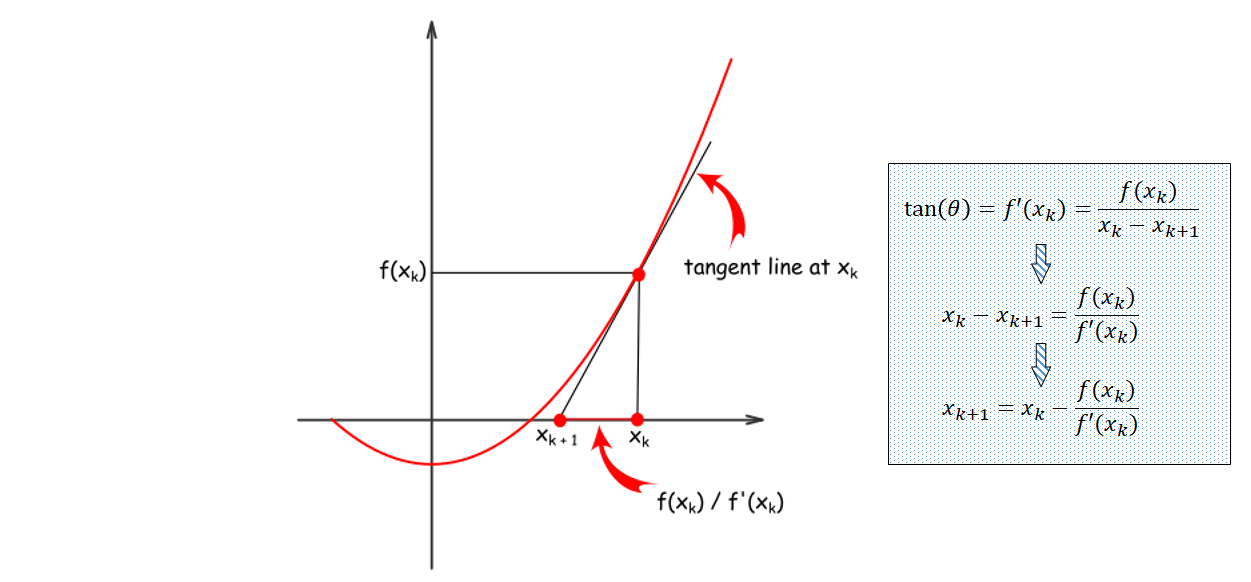 f(xₖ)
tangent line at xₖ
xₖ₊₁
xₖ
f(xₖ) / f'(xₖ)
tan(θ) = f′(xₖ) = f(xₖ) / (xₖ − xₖ₊₁)
xₖ − xₖ₊₁ = f(xₖ) / f′(xₖ)
xₖ₊₁ = xₖ − f(xₖ) / f′(xₖ)